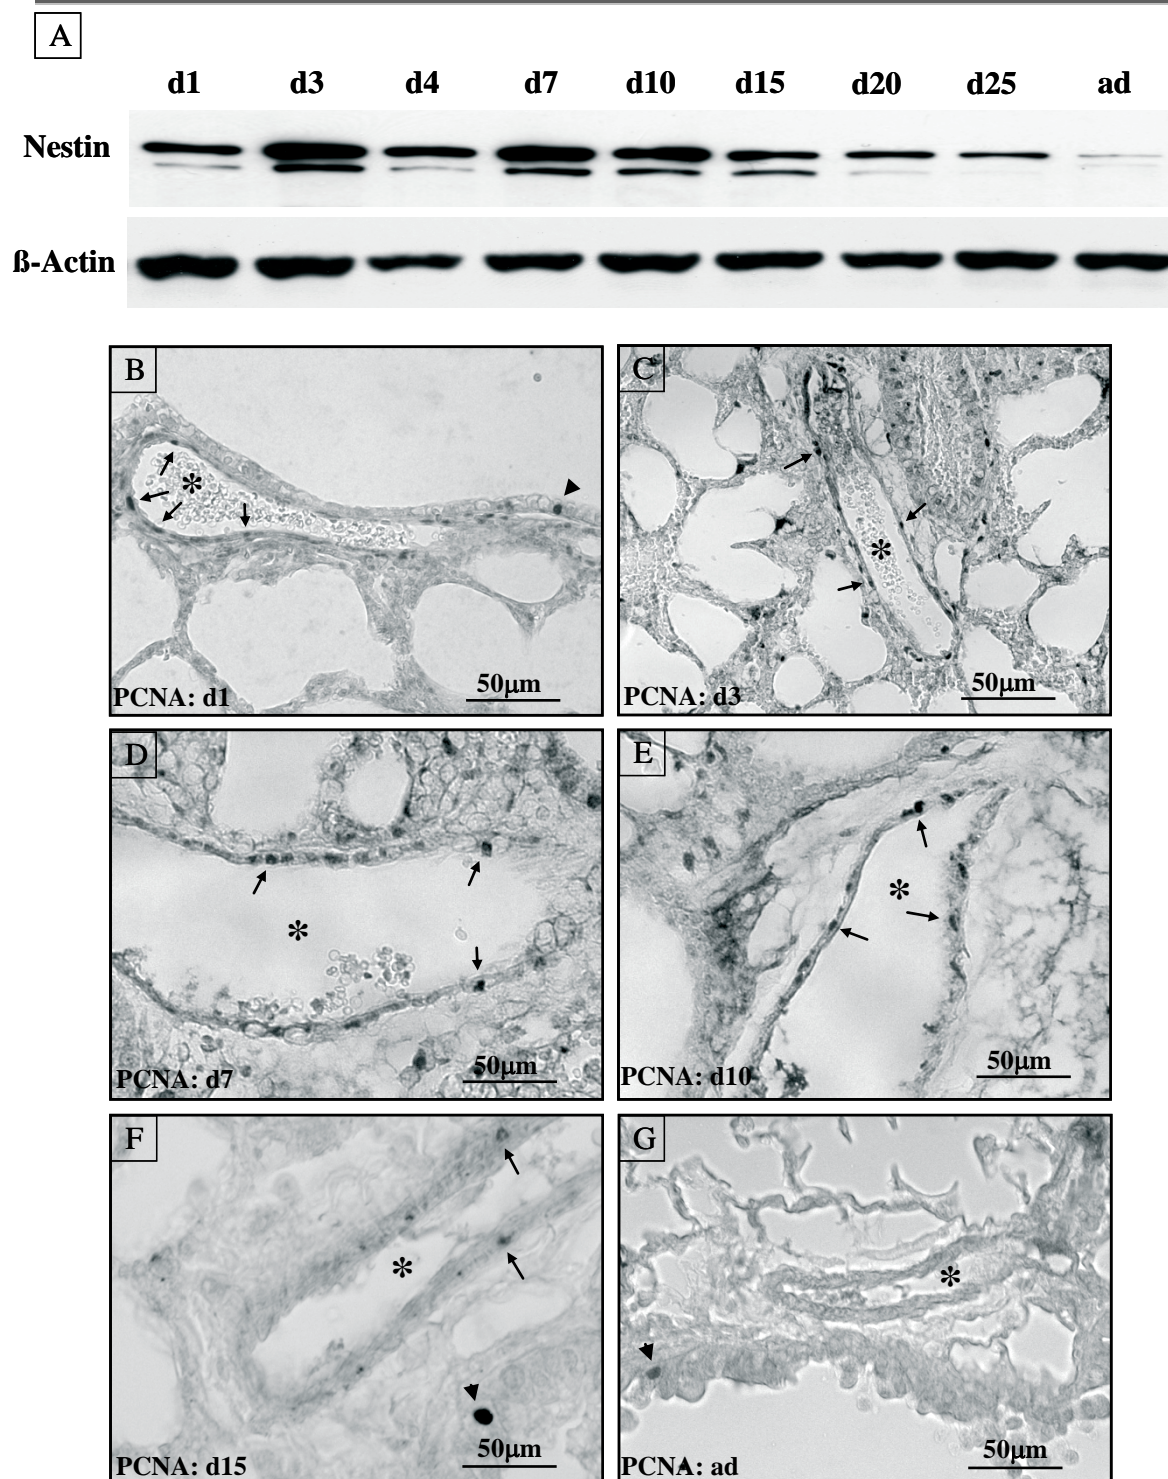 A
d1 d3 d4 d7 d10 d15 d20 d25 ad
Nestin
ß-Actin
B
C
PCNA: d1
50μm
PCNA: d3
50μm
D
E
PCNA: d7
50μm
PCNA: d10
50μm
F
G
PCNA: d15
50μm
PCNA: ad
50μm